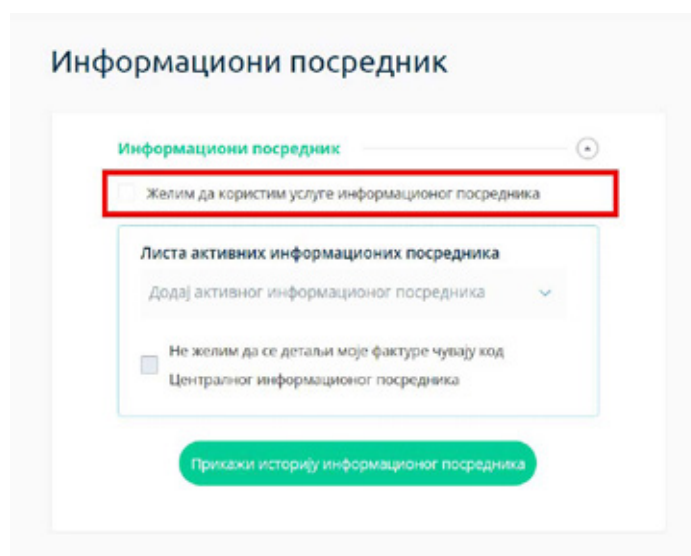 Информациони посредник
Информациони посредник
Желим да користим услуге информационог посредника
Листа активних информационих посредника
Додај активног информационог посредника
Не желим да се детаљи моје фактуре чувају код
Централног информационог посредника
Прикажи историју информационог посредника